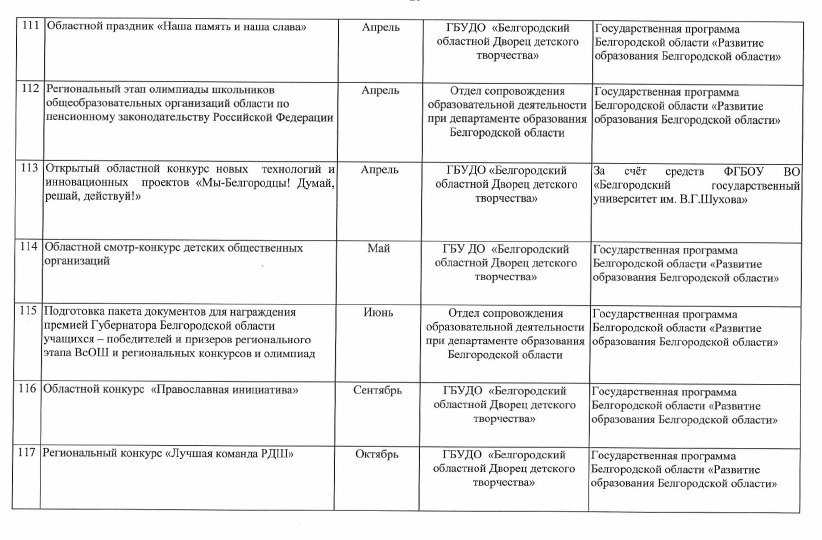 111 Областной праздник «Наша память и наша слава» Апрель ГБУДО «Белгородский Государственная программа
областной Дворец детского Белгородской области «Развитие
творчества» образования Белгородской области»
112 Региональный этап олимпиады школьников Апрель Отдел сопровождения Государственная программа
общеобразовательных организаций области по образовательной деятельности Белгородской области «Развитие
пенсионному законодательству Российской Федерации при департаменте образования образования Белгородской области»
Белгородской области
113 Открытый областной конкурс новых технологий и Апрель ГБУДО «Белгородский За счёт средств ФГБОУ ВО
инновационных проектов «Мы-Белгородцы! Думай, областной Дворец детского «Белгородский государственный
решай, действуй!» творчества» университет им. В.Г.Шухова»
114 Областной смотр-конкурс детских общественных Май ГБУ ДО «Белгородский Государственная программа
организаций областной Дворец детского Белгородской области «Развитие
творчества» образования Белгородской области»
115 Подготовка пакета документов для награждения Июнь Отдел сопровождения Государственная программа
премией Губернатора Белгородской области образовательной деятельности Белгородской области «Развитие
учащихся – победителей и призеров регионального при департаменте образования образования Белгородской области»
этапа ВсОШ и региональных конкурсов и олимпиад Белгородской области
116 Областной конкурс «Православная инициатива» Сентябрь ГБУДО «Белгородский Государственная программа
областной Дворец детского Белгородской области «Развитие
творчества» образования Белгородской области»
117 Региональный конкурс «Лучшая команда РДШ» Октябрь ГБУДО «Белгородский Государственная программа
областной Дворец детского Белгородской области «Развитие
творчества» образования Белгородской области»